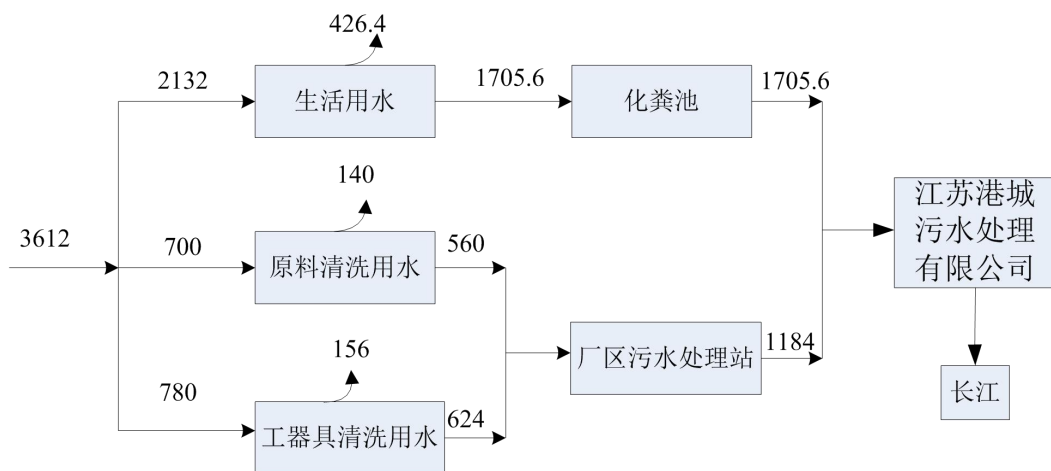 426.4
2132
生活用水
1705.6
化粪池
1705.6
140
3612
700
原料清洗用水
560
江苏港城
污水处理
有限公司
156
厂区污水处理站
1184
780
工器具清洗用水
624
长江